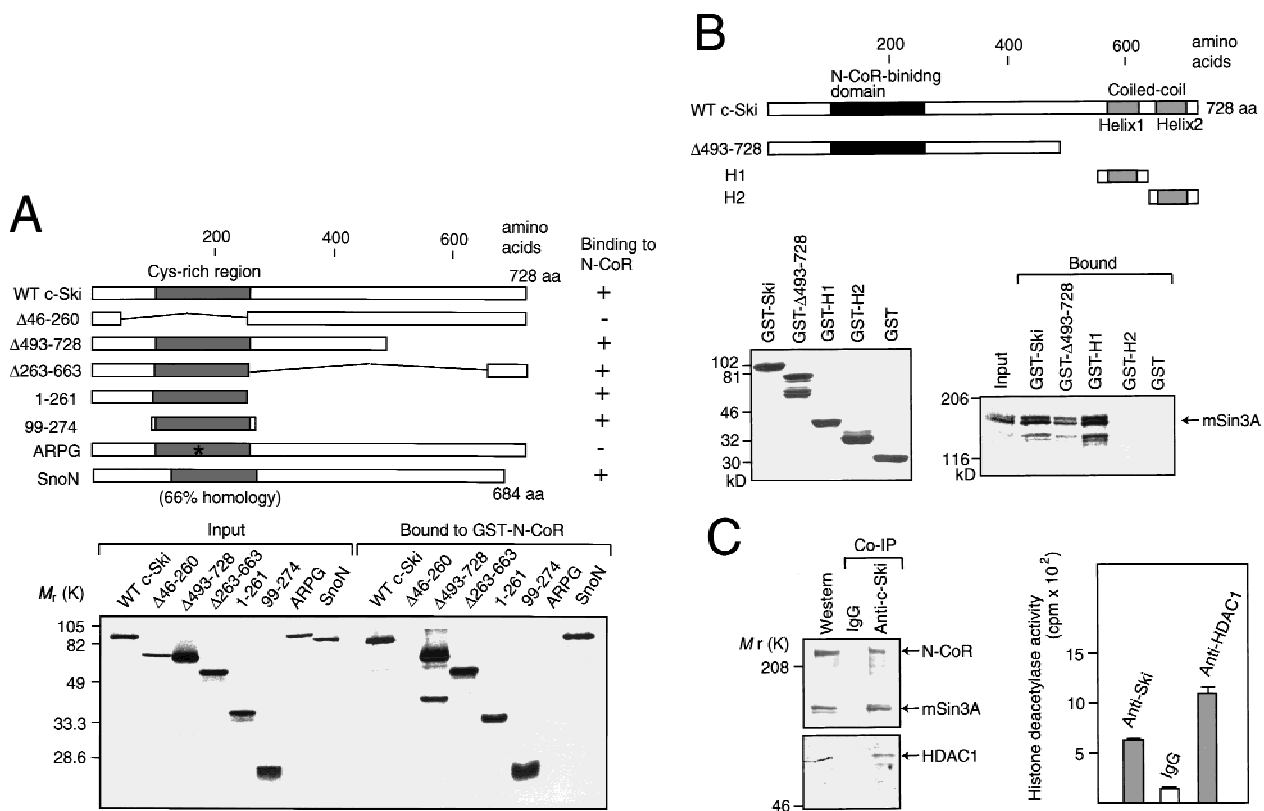 A
200 400 600 amino acids
Cys-rich region
728 aa
Binding to N-CoR
WT c-Ski +
Δ46-260 -
Δ493-728 +
Δ263-663 +
1-261 +
99-274 +
ARPG * -
SnoN +
(66% homology) 684 aa
Input Bound to GST-N-CoR
Mr (K)
WT c-Ski Δ46-260 Δ493-728 Δ263-663 1-261 99-274 ARPG SnoN
WT c-Ski Δ46-260 Δ493-728 Δ263-663 1-261 99-274 ARPG SnoN
105
82
49
33.3
28.6
B
200 400 600 amino acids
N-CoR-binidng domain
Coiled-coil
WT c-Ski 728 aa
Helix1 Helix2
Δ493-728
H1
H2
GST-Ski GST-Δ493-728 GST-H1 GST-H2 GST
102
81
46
32
30
kD
Bound
Input GST-Ski GST-Δ493-728 GST-H1 GST-H2 GST
206
mSin3A
116
kD
C
Co-IP
Western IgG Anti-c-Ski
Mr (K)
208
N-CoR
mSin3A
HDAC1
46
Histone deacetylase activity (cpm x 10²)
15
10
5
Anti-Ski IgG Anti-HDAC1